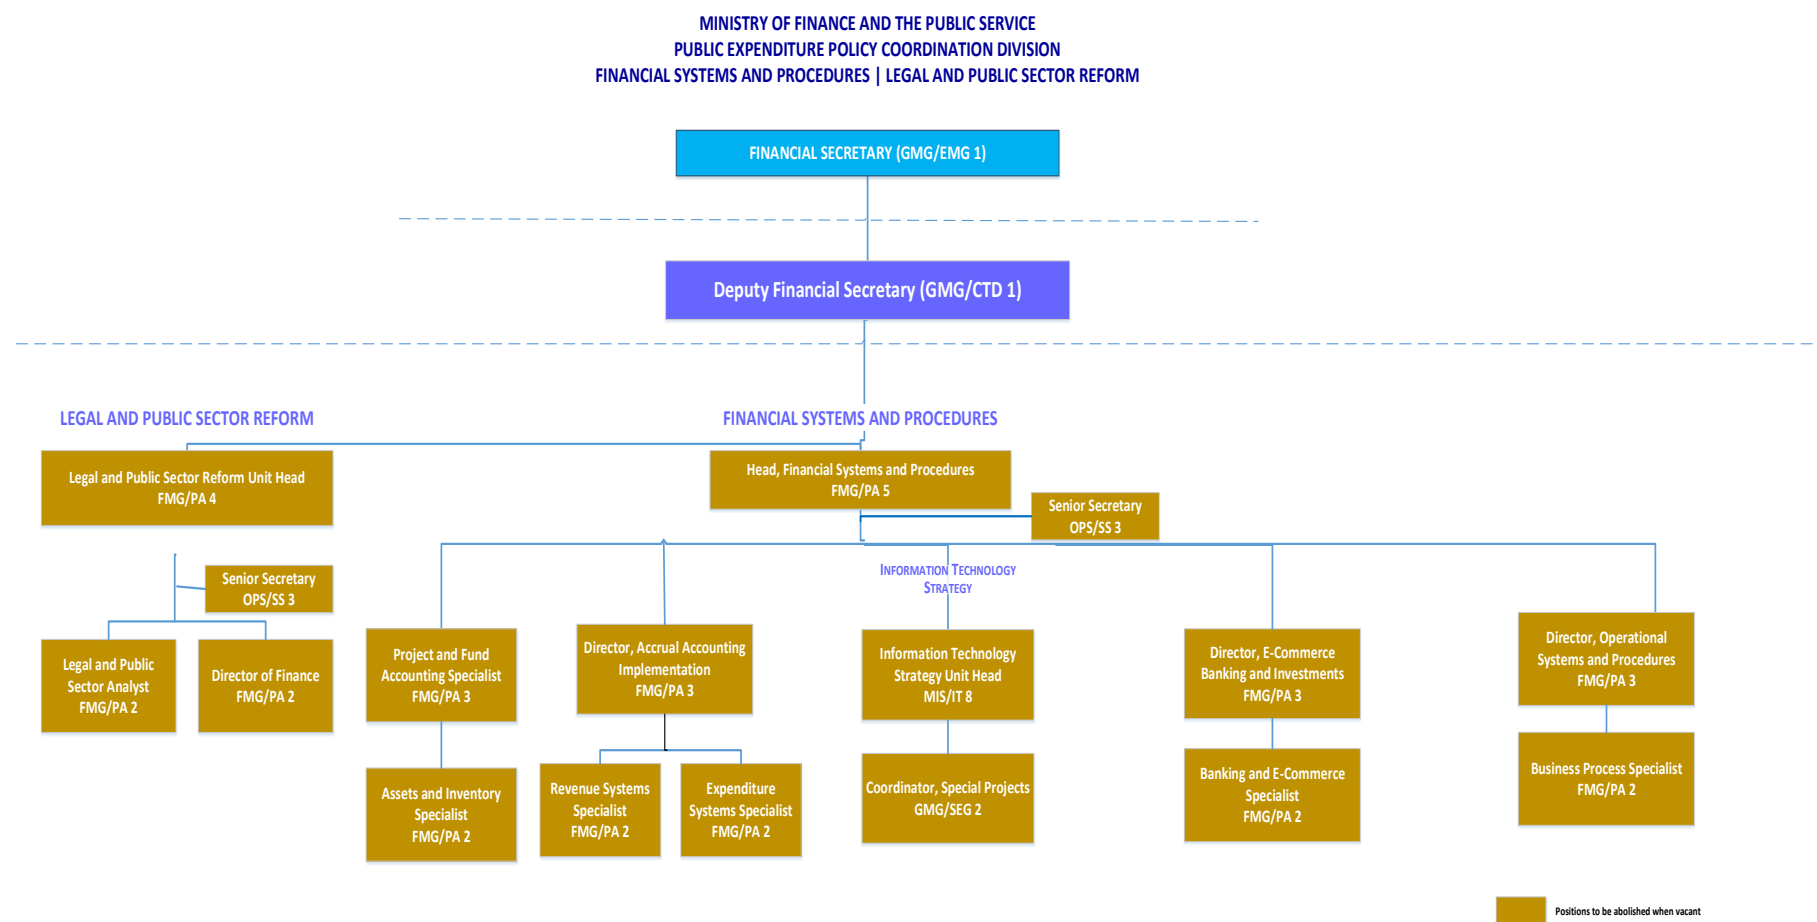 MINISTRY OF FINANCE AND THE PUBLIC SERVICE
PUBLIC EXPENDITURE POLICY COORDINATION DIVISION
FINANCIAL SYSTEMS AND PROCEDURES | LEGAL AND PUBLIC SECTOR REFORM
FINANCIAL SECRETARY (GMG/EMG 1)
Deputy Financial Secretary (GMG/CTD 1)
LEGAL AND PUBLIC SECTOR REFORM
FINANCIAL SYSTEMS AND PROCEDURES
Legal and Public Sector Reform Unit Head
FMG/PA 4
Head, Financial Systems and Procedures
FMG/PA 5
Senior Secretary
OPS/SS 3
INFORMATION TECHNOLOGY
STRATEGY
Senior Secretary
OPS/SS 3
Legal and Public
Sector Analyst
FMG/PA 2
Director of Finance
FMG/PA 2
Project and Fund
Accounting Specialist
FMG/PA 3
Director, Accrual Accounting
Implementation
FMG/PA 3
Information Technology
Strategy Unit Head
MIS/IT 8
Director, E-Commerce
Banking and Investments
FMG/PA 3
Director, Operational
Systems and Procedures
FMG/PA 3
Assets and Inventory
Specialist
FMG/PA 2
Revenue Systems
Specialist
FMG/PA 2
Expenditure
Systems Specialist
FMG/PA 2
Coordinator, Special Projects
GMG/SEG 2
Banking and E-Commerce
Specialist
FMG/PA 2
Business Process Specialist
FMG/PA 2
Positions to be abolished when vacant